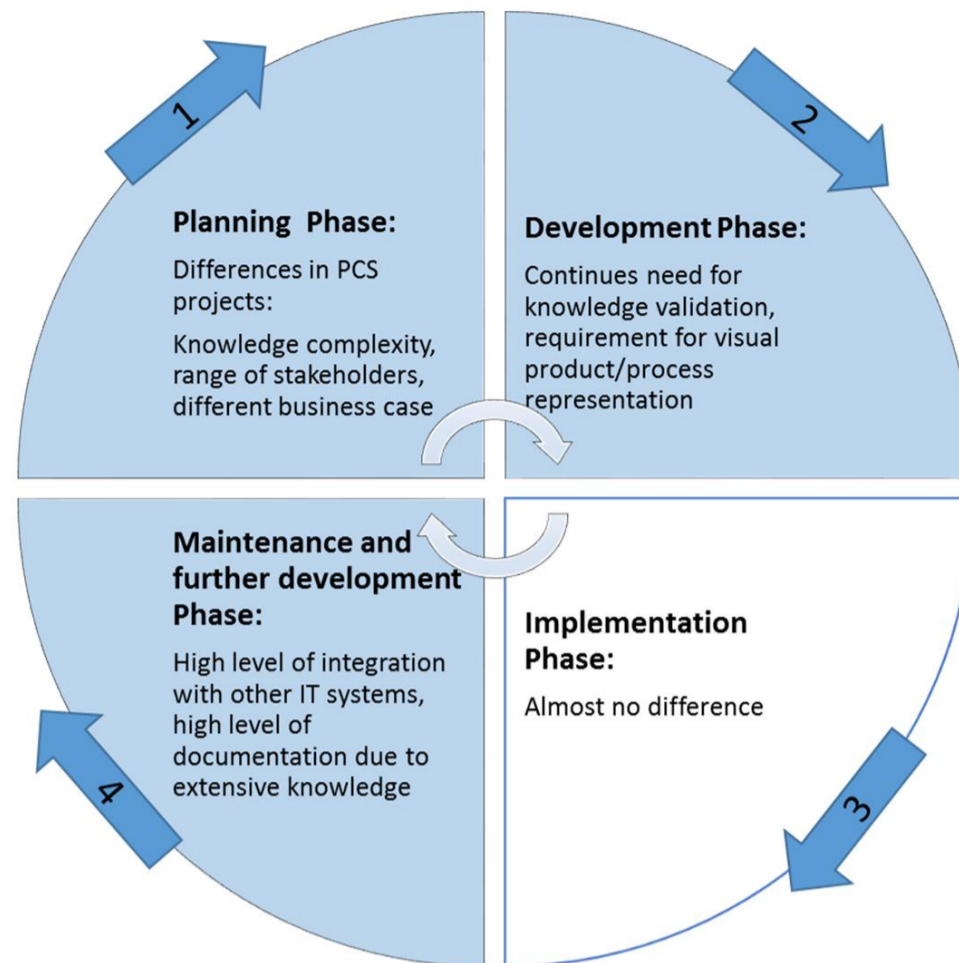 1
Planning Phase:
Differences in PCS
projects:
Knowledge complexity,
range of stakeholders,
different business case
2
Development Phase:
Continues need for
knowledge validation,
requirement for visual
product/process
representation
Implementation
Phase:
Almost no difference
3
Maintenance and
further development
Phase:
High level of integration
with other IT systems,
high level of
documentation due to
extensive knowledge
4